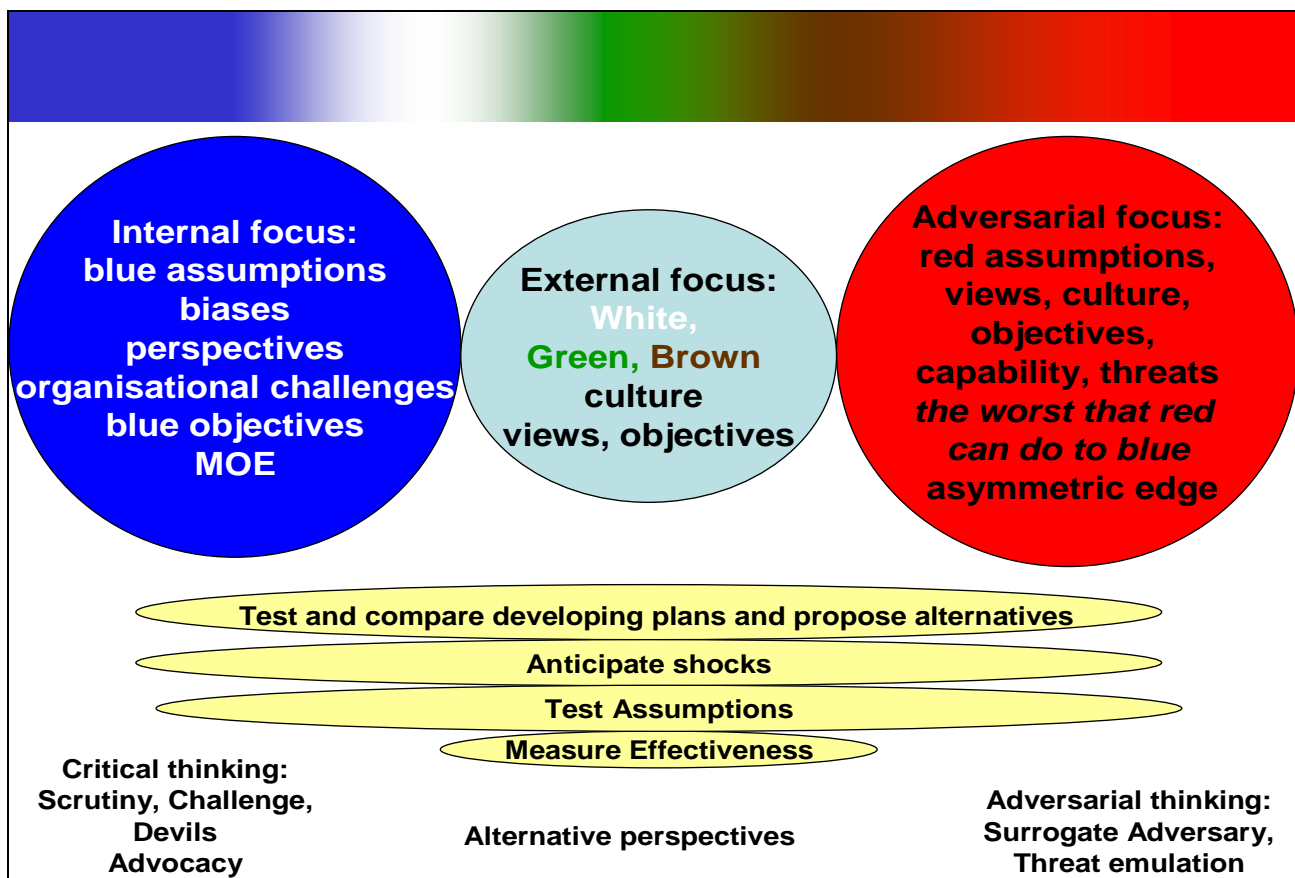 Internal focus:
blue assumptions
biases
perspectives
organisational challenges
blue objectives
MOE
External focus:
White,
Green, Brown
culture
views, objectives
Adversarial focus:
red assumptions,
views, culture,
objectives,
capability, threats
the worst that red
can do to blue
asymmetric edge
Test and compare developing plans and propose alternatives
Anticipate shocks
Test Assumptions
Measure Effectiveness
Critical thinking:
Scrutiny, Challenge,
Devils
Advocacy
Alternative perspectives
Adversarial thinking:
Surrogate Adversary,
Threat emulation